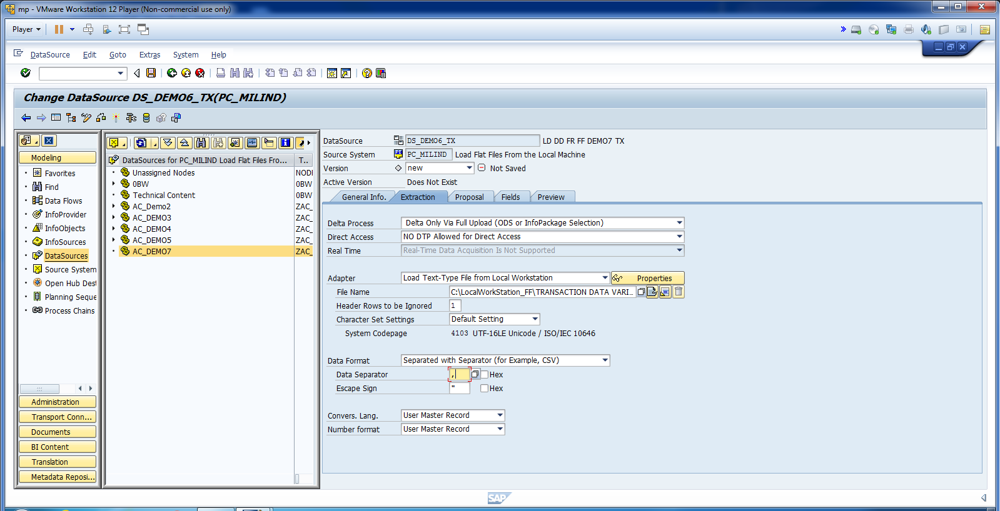 mp - VMware Workstation 12 Player (Non-commercial use only)
Player
DataSource Edit Goto Extras System Help
Change DataSource DS_DEMO6_TX(PC_MILIND)
Modeling
Favorites
Find
Data Flows
InfoProvider
InfoObjects
InfoSources
DataSources
Source System
Open Hub Dest
Planning Seque
Process Chains
Administration
Transport Conn...
Documents
BI Content
Translation
Metadata Reposi...
DataSources for PC_MILIND Load Flat Files Fro... T..
Unassigned Nodes NODE
0BW 0BW
Technical Content 0BW
AC_Demo2 ZAC_
AC_DEMO3 ZAC_
AC_DEMO4 ZAC_
AC_DEMO5 ZAC_
AC_DEMO7 ZAC_
DataSource DS_DEMO6_TX LD DD FR FF DEMO7 TX
Source System PC_MILIND Load Flat Files From the Local Machine
Version new Not Saved
Active Version Does Not Exist
General Info. Extraction Proposal Fields Preview
Delta Process Delta Only Via Full Upload (ODS or InfoPackage Selection)
Direct Access NO DTP Allowed for Direct Access
Real Time Real-Time Data Acquisition Is Not Supported
Adapter Load Text-Type File from Local Workstation Properties
File Name C:\LocalWorkStation_FF\TRANSACTION DATA VARI...
Header Rows to be Ignored 1
Character Set Settings Default Setting
System Codepage 4103 UTF-16LE Unicode / ISO/IEC 10646
Data Format Separated with Separator (for Example, CSV)
Data Separator , Hex
Escape Sign " Hex
Convers. Lang. User Master Record
Number format User Master Record
SAP